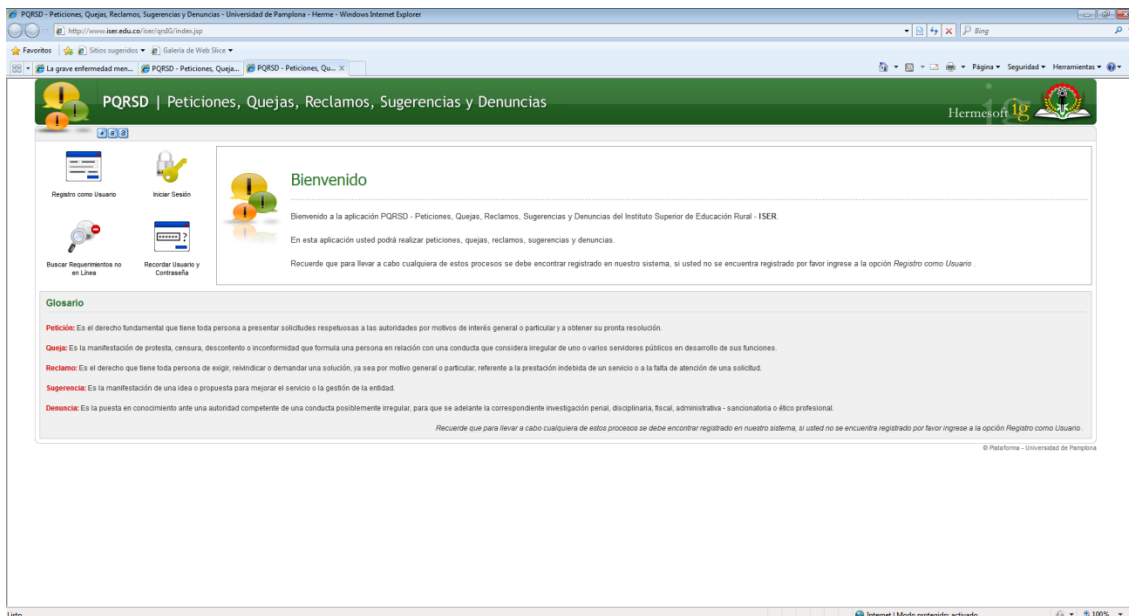 PQRSD - Peticiones, Quejas, Reclamos, Sugerencias y Denuncias - Universidad de Pamplona - Herme - Windows Internet Explorer
http://www.iser.edu.co/iser/qrsIG/index.jsp
Bing
Favoritos
Sitios sugeridos
Galería de Web Slice
La grave enfermedad men...
PQRSD - Peticiones, Queja...
PQRSD - Peticiones, Qu...
Página
Seguridad
Herramientas
PQRSD | Peticiones, Quejas, Reclamos, Sugerencias y Denuncias
Hermesoft ig
a a a
Registro como Usuario
Iniciar Sesión
Buscar Requerimientos no
en Línea
Recordar Usuario y
Contraseña
Bienvenido
Bienvenido a la aplicación PQRSD - Peticiones, Quejas, Reclamos, Sugerencias y Denuncias del Instituto Superior de Educación Rural - ISER.
En esta aplicación usted podrá realizar peticiones, quejas, reclamos, sugerencias y denuncias.
Recuerde que para llevar a cabo cualquiera de estos procesos se debe encontrar registrado en nuestro sistema, si usted no se encuentra registrado por favor ingrese a la opción Registro como Usuario .
Glosario
Petición: Es el derecho fundamental que tiene toda persona a presentar solicitudes respetuosas a las autoridades por motivos de interés general o particular y a obtener su pronta resolución.
Queja: Es la manifestación de protesta, censura, descontento o inconformidad que formula una persona en relación con una conducta que considera irregular de uno o varios servidores públicos en desarrollo de sus funciones.
Reclamo: Es el derecho que tiene toda persona de exigir, reivindicar o demandar una solución, ya sea por motivo general o particular, referente a la prestación indebida de un servicio o a la falta de atención de una solicitud.
Sugerencia: Es la manifestación de una idea o propuesta para mejorar el servicio o la gestión de la entidad.
Denuncia: Es la puesta en conocimiento ante una autoridad competente de una conducta posiblemente irregular, para que se adelante la correspondiente investigación penal, disciplinaria, fiscal, administrativa - sancionatoria o ético profesional.
Recuerde que para llevar a cabo cualquiera de estos procesos se debe encontrar registrado en nuestro sistema, si usted no se encuentra registrado por favor ingrese a la opción Registro como Usuario .
© Plataforma - Universidad de Pamplona
Listo
Internet | Modo protegido: activado
100%